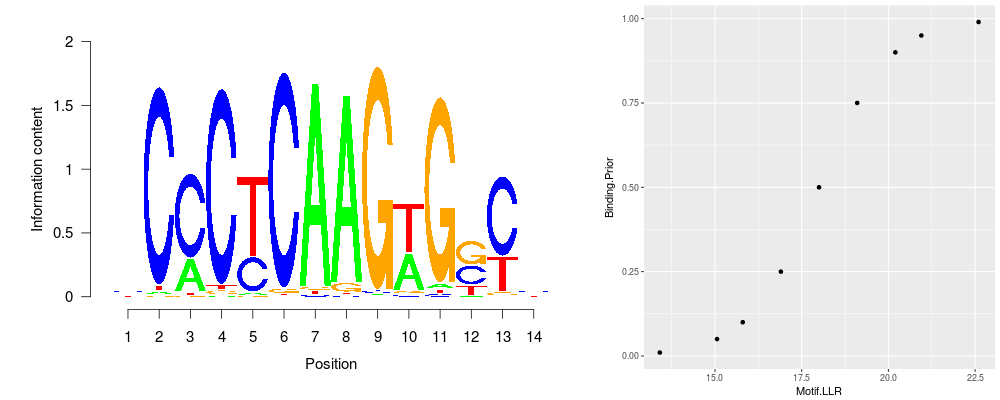 Information content
2
1.5
1
0.5
0
C C C T C A A G T G G C
A C A C T
T
1 2 3 4 5 6 7 8 9 10 11 12 13 14
Position
Binding.Prior
1.00
0.75
0.50
0.25
0.00
15.0 17.5 20.0 22.5
Motif.LLR